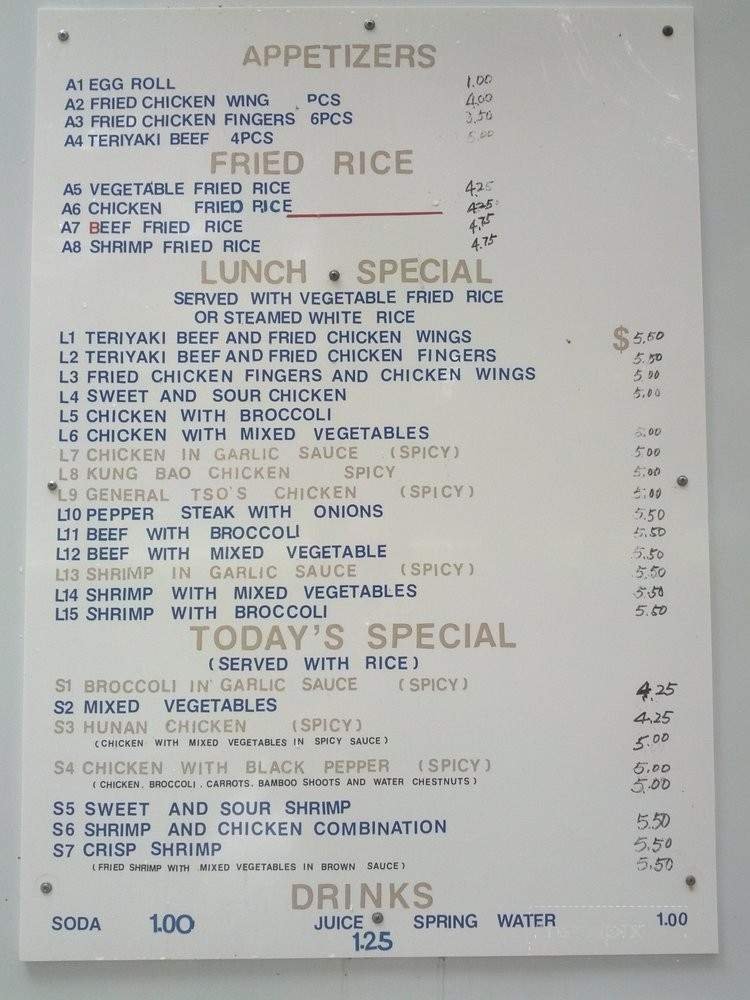 APPETIZERS
A1 EGG ROLL 1.00
A2 FRIED CHICKEN WING PCS 4.00
A3 FRIED CHICKEN FINGERS 6PCS 3.50
A4 TERIYAKI BEEF 4PCS 5.00
FRIED RICE
A5 VEGETABLE FRIED RICE 4.25
A6 CHICKEN FRIED RICE 4.25
A7 BEEF FRIED RICE 4.75
A8 SHRIMP FRIED RICE 4.75
LUNCH SPECIAL
SERVED WITH VEGETABLE FRIED RICE
OR STEAMED WHITE RICE
L1 TERIYAKI BEEF AND FRIED CHICKEN WINGS $5.50
L2 TERIYAKI BEEF AND FRIED CHICKEN FINGERS 5.50
L3 FRIED CHICKEN FINGERS AND CHICKEN WINGS 5.00
L4 SWEET AND SOUR CHICKEN 5.00
L5 CHICKEN WITH BROCCOLI
L6 CHICKEN WITH MIXED VEGETABLES 5.00
L7 CHICKEN IN GARLIC SAUCE (SPICY) 5.00
L8 KUNG BAO CHICKEN SPICY 5.00
L9 GENERAL TSO'S CHICKEN (SPICY) 5.00
L10 PEPPER STEAK WITH ONIONS 5.50
L11 BEEF WITH BROCCOLI 5.50
L12 BEEF WITH MIXED VEGETABLE 5.50
L13 SHRIMP IN GARLIC SAUCE (SPICY) 5.50
L14 SHRIMP WITH MIXED VEGETABLES 5.50
L15 SHRIMP WITH BROCCOLI 5.50
TODAY'S SPECIAL
(SERVED WITH RICE)
S1 BROCCOLI IN GARLIC SAUCE (SPICY) 4.25
S2 MIXED VEGETABLES 4.25
S3 HUNAN CHICKEN (SPICY) 5.00
(CHICKEN WITH MIXED VEGETABLES IN SPICY SAUCE)
S4 CHICKEN WITH BLACK PEPPER (SPICY) 5.00
(CHICKEN, BROCCOLI, CARROTS, BAMBOO SHOOTS AND WATER CHESTNUTS) 5.00
S5 SWEET AND SOUR SHRIMP
S6 SHRIMP AND CHICKEN COMBINATION 5.50
S7 CRISP SHRIMP 5.50
(FRIED SHRIMP WITH MIXED VEGETABLES IN BROWN SAUCE) 5.50
DRINKS
SODA 1.00 JUICE SPRING WATER 1.00
1.25